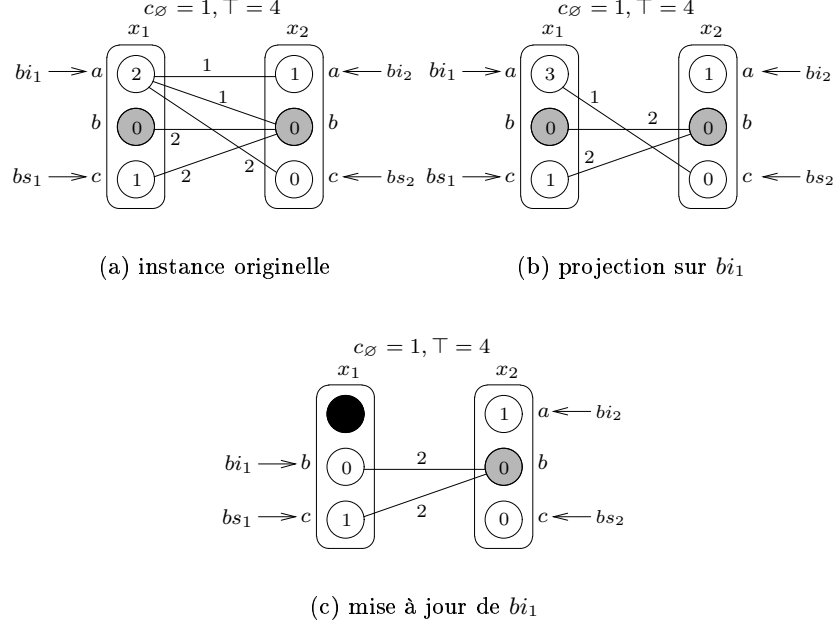 c∅ = 1, ⊤ = 4
x1 x2
bi1 a 2 1 1 a bi2
1
b 0 0 b
2
bs1 c 1 2 2 0 c bs2
(a) instance originelle
c∅ = 1, ⊤ = 4
x1 x2
bi1 a 3 1 a bi2
1
b 0 2 0 b
2
bs1 c 1 0 c bs2
(b) projection sur bi1
c∅ = 1, ⊤ = 4
x1 x2
1 a bi2
bi1 b 0 2 0 b
bs1 c 1 2 0 c bs2
(c) mise à jour de bi1